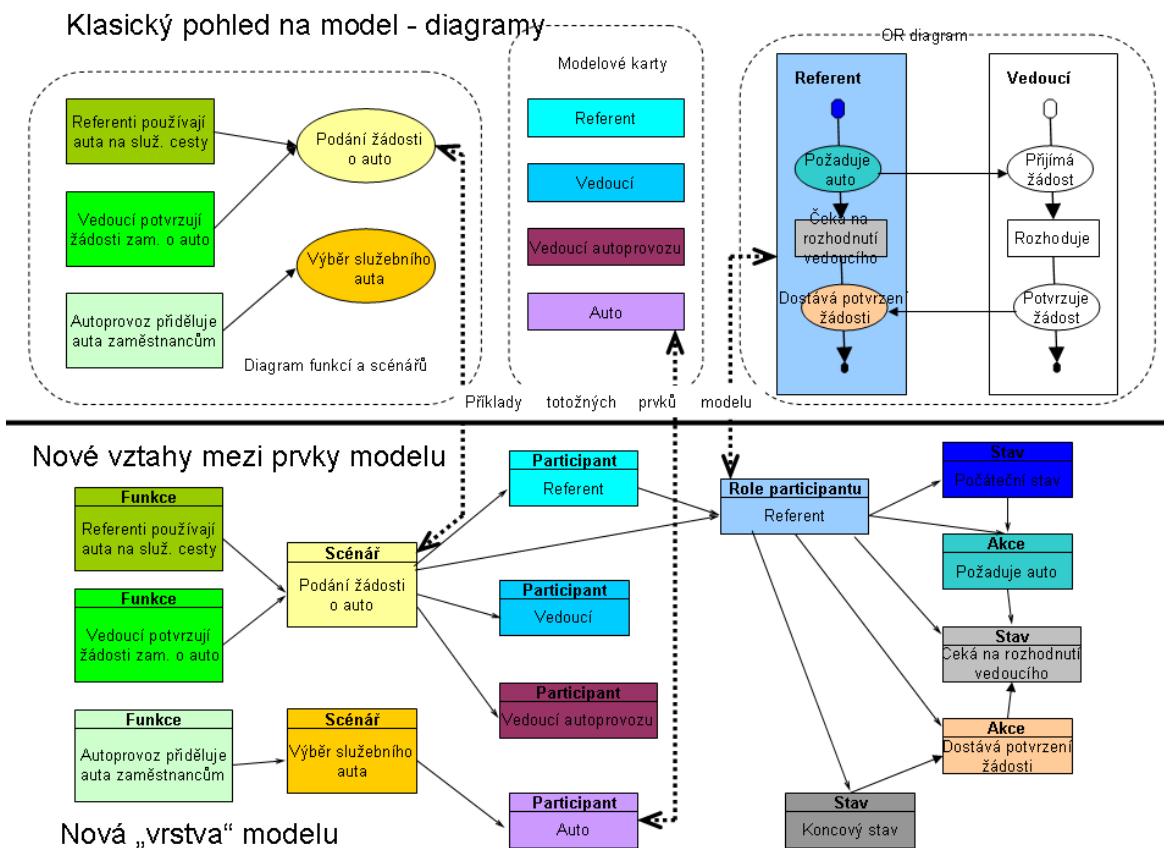 Klasický pohled na model - diagramy
Referenti používají
auta na služ. cesty
Vedoucí potvrzují
žádosti zam. o auto
Autoprovoz přiděluje
auta zaměstnancům
Podání žádosti
o auto
Výběr služebního
auta
Diagram funkcí a scénářů
Modelové karty
Referent
Vedoucí
Vedoucí autoprovozu
Auto
OR diagram
Referent
Požaduje
auto
Čeká na
rozhodnutí
vedoucího
Dostává potvrzení
žádosti
Vedoucí
Přijímá
žádost
Rozhoduje
Potvrzuje
žádost
Příklady totožných prvků modelu
Nové vztahy mezi prvky modelu
Funkce
Referenti používají
auta na služ. cesty
Funkce
Vedoucí potvrzují
žádosti zam. o auto
Funkce
Autoprovoz přiděluje
auta zaměstnancům
Scénář
Podání žádosti
o auto
Scénář
Výběr služebního
auta
Participant
Referent
Participant
Vedoucí
Participant
Vedoucí autoprovozu
Participant
Auto
Role participantu
Referent
Stav
Počáteční stav
Akce
Požaduje auto
Stav
Čeká na rozhodnutí
vedoucího
Akce
Dostává potvrzení
žádosti
Stav
Koncový stav
Nová „vrstva“ modelu